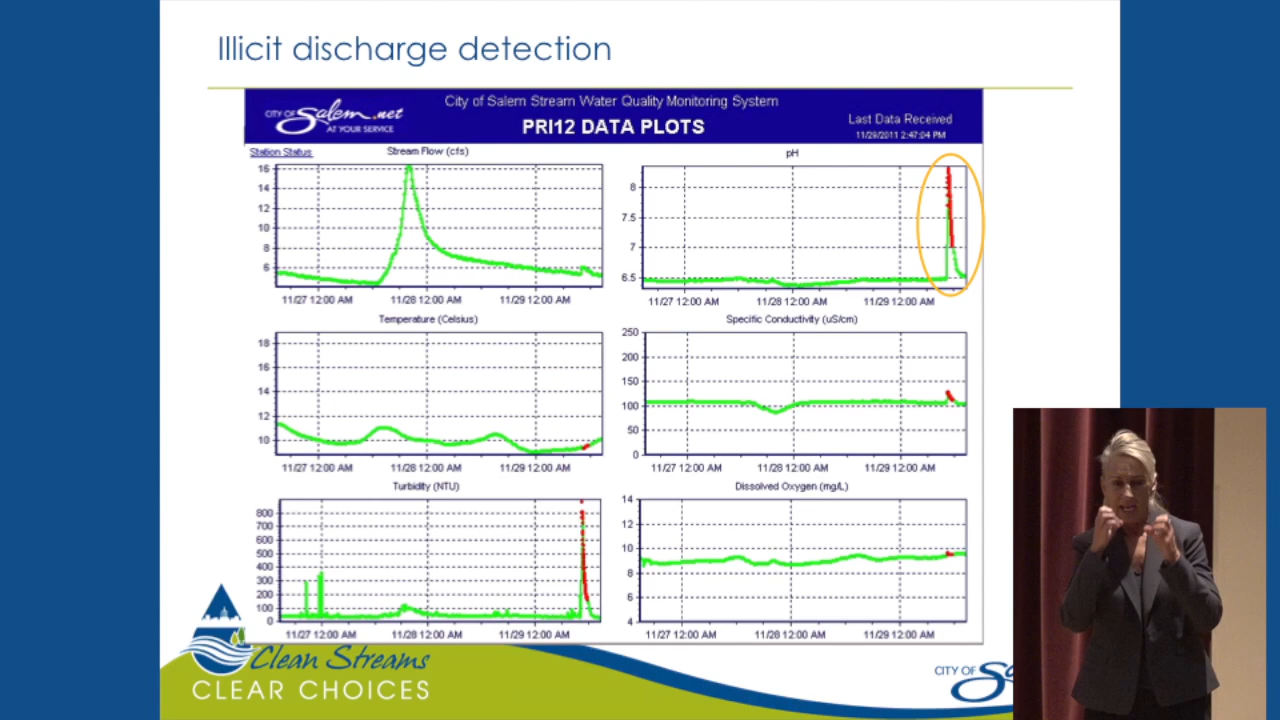 Illicit discharge detection
CITY OF Salem.net
AT YOUR SERVICE
City of Salem Stream Water Quality Monitoring System
PRI12 DATA PLOTS
Last Data Received
11/29/2011 2:47:04 PM
Station Status
Stream Flow (cfs)
16
14
12
10
8
6
11/27 12:00 AM 11/28 12:00 AM 11/29 12:00 AM
pH
8
7.5
7
6.5
11/27 12:00 AM 11/28 12:00 AM 11/29 12:00 AM
Temperature (Celsius)
18
16
14
12
10
11/27 12:00 AM 11/28 12:00 AM 11/29 12:00 AM
Specific Conductivity (uS/cm)
250
200
150
100
50
0
11/27 12:00 AM 11/28 12:00 AM 11/29 12:00 AM
Turbidity (NTU)
800
700
600
500
400
300
200
100
0
11/27 12:00 AM 11/28 12:00 AM 11/29 12:00 AM
Dissolved Oxygen (mg/L)
14
12
10
8
6
4
11/27 12:00 AM 11/28 12:00 AM 11/29 12:00 AM
Clean Streams
CLEAR CHOICES
CITY OF